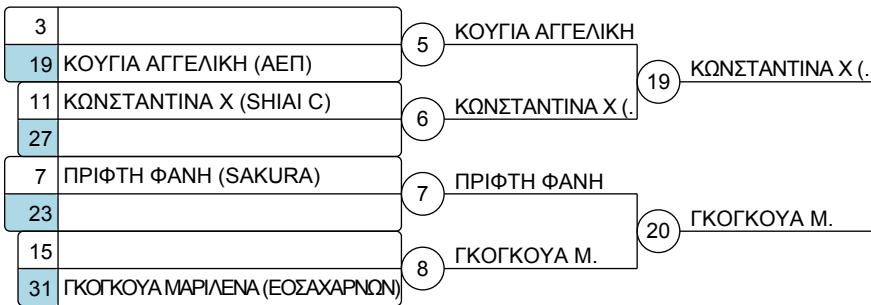 3
5
ΚΟΥΓΙΑ ΑΓΓΕΛΙΚΗ
19 ΚΟΥΓΙΑ ΑΓΓΕΛΙΚΗ (ΑΕΠ)
19
ΚΩΝΣΤΑΝΤΙΝΑ Χ (.
11 ΚΩΝΣΤΑΝΤΙΝΑ Χ (SHIAI C)
6
ΚΩΝΣΤΑΝΤΙΝΑ Χ (.
27
7 ΠΡΙΦΤΗ ΦΑΝΗ (SAKURA)
7
ΠΡΙΦΤΗ ΦΑΝΗ
23
20
ΓΚΟΓΚΟΥΑ Μ.
15
8
ΓΚΟΓΚΟΥΑ Μ.
31 ΓΚΟΓΚΟΥΑ ΜΑΡΙΛΕΝΑ (ΕΟΣΑΧΑΡΝΩΝ)